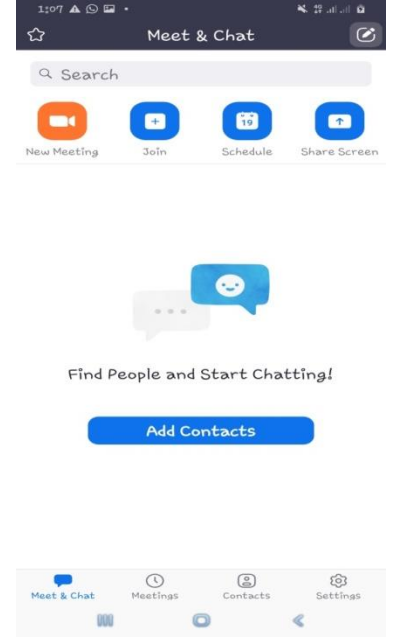 1:07
Meet & Chat
Search
New Meeting
Join
19
Schedule
Share Screen
Find People and Start Chatting!
Add Contacts
Meet & Chat
Meetings
Contacts
Settings